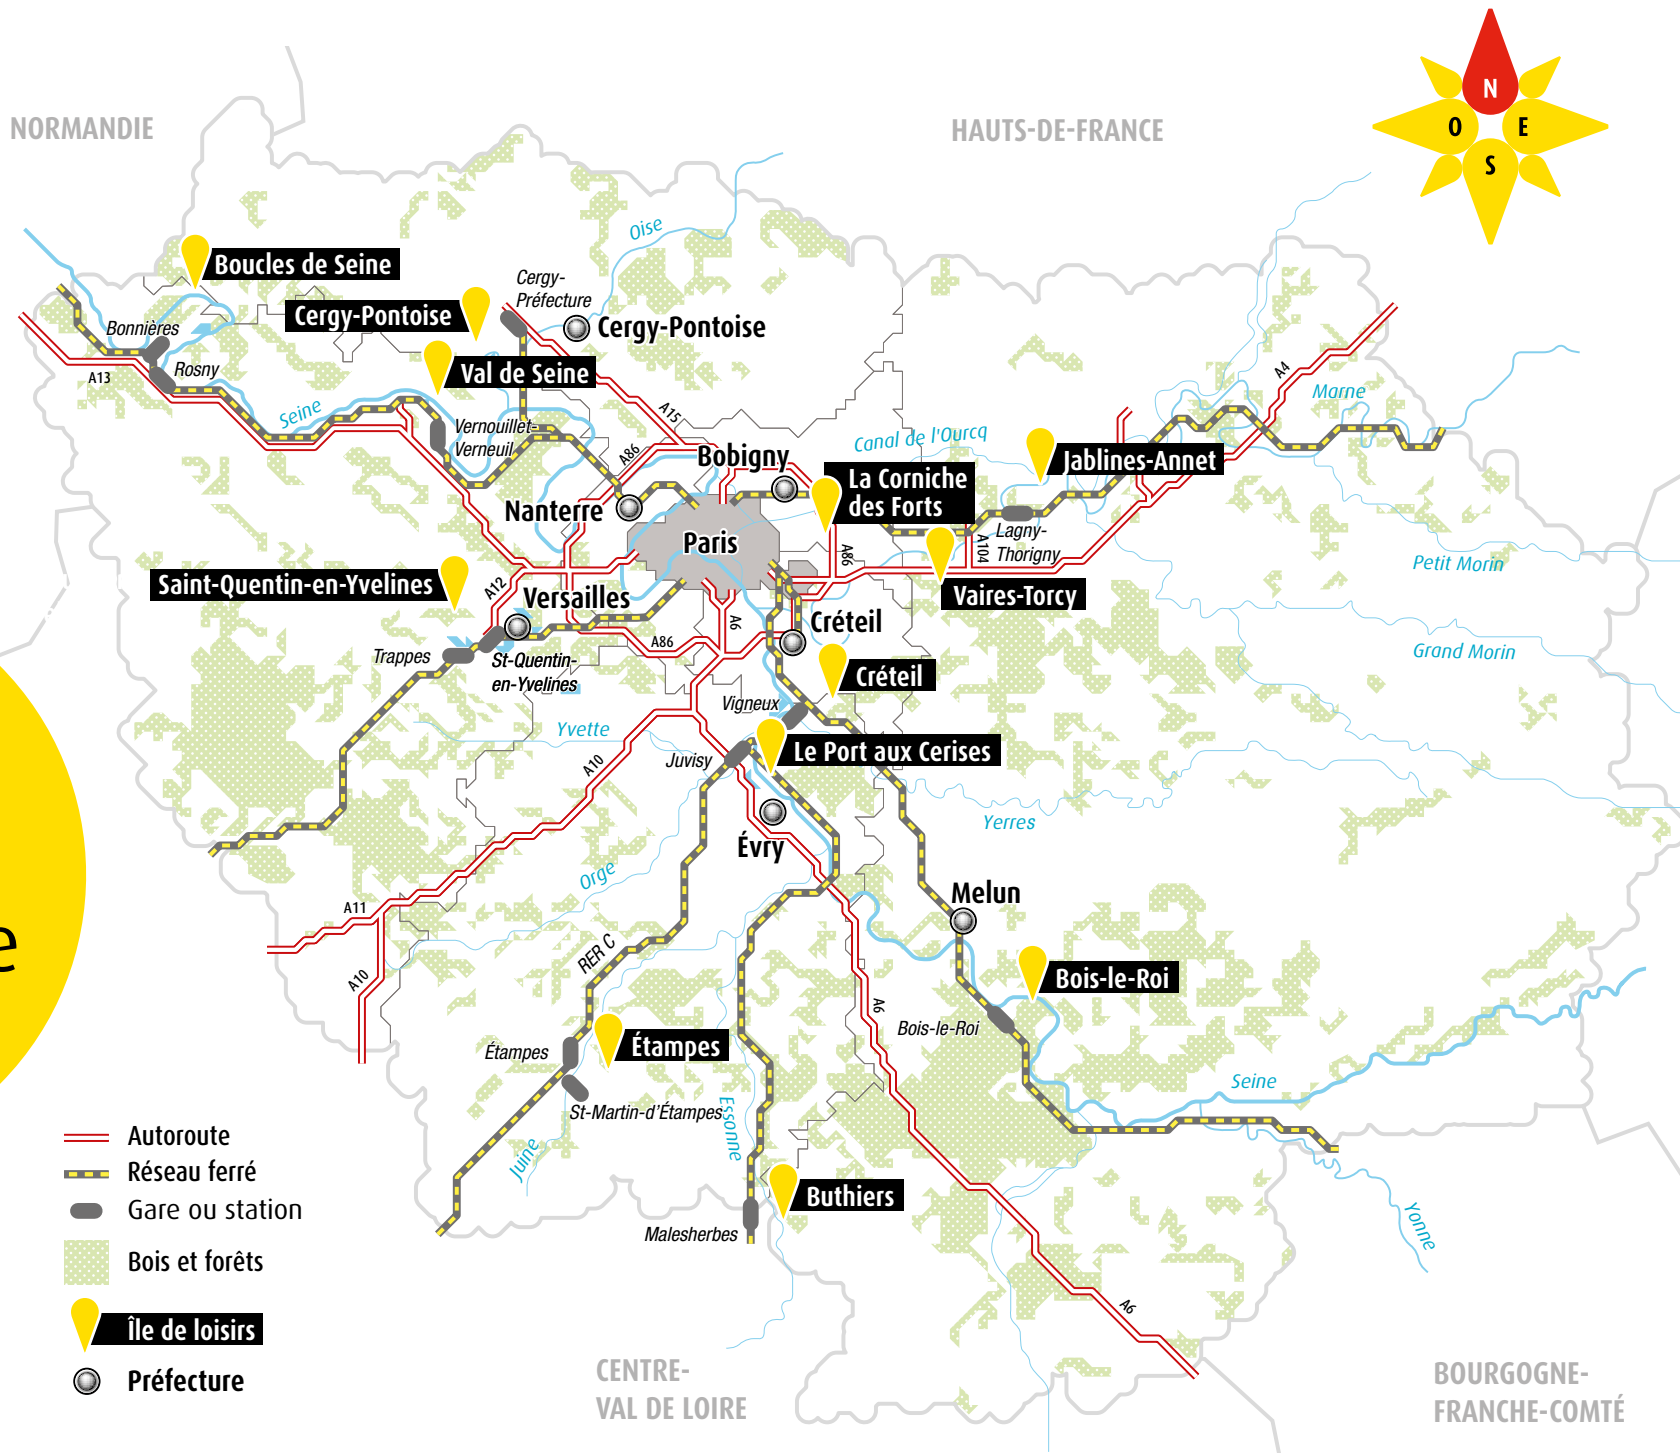 NORMANDIE
HAUTS-DE-FRANCE
N
O
E
S
Oise
Boucles de Seine
Cergy-
Préfecture
Cergy-Pontoise
Cergy-Pontoise
Bonnières
Rosny
A13
Val de Seine
Seine
Vernouillet-
Verneuil
A15
A86
A4
Marne
Canal de l'Ourcq
Bobigny
Jablines-Annet
La Corniche
des Forts
Nanterre
Paris
A86
A104
Lagny-
Thorigny
Petit Morin
Saint-Quentin-en-Yvelines
A12
Versailles
Vaires-Torcy
A6
Créteil
A86
Trappes
St-Quentin-
en-Yvelines
Grand Morin
Créteil
Vigneux
Yvette
Juvisy
Le Port aux Cerises
A10
Yerres
Évry
Orge
Melun
A11
e
RER C
A10
Bois-le-Roi
A6
Bois-le-Roi
Étampes
Étampes
St-Martin-d'Étampes
Essonne
Seine
Juine
Autoroute
Réseau ferré
Gare ou station
Bois et forêts
Île de loisirs
Préfecture
Buthiers
Malesherbes
Yonne
A6
CENTRE-
VAL DE LOIRE
BOURGOGNE-
FRANCHE-COMTÉ